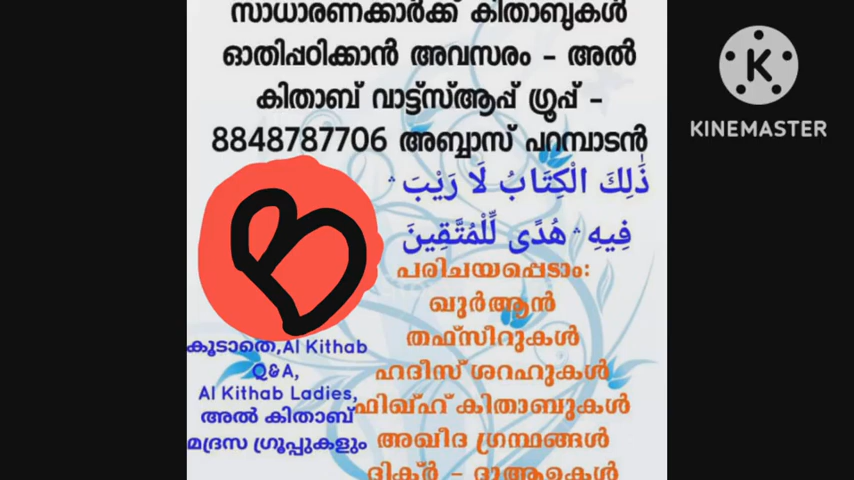 സാധാരണക്കാർക്ക് കിതാബുകൾ
ഓതിപ്പഠിക്കാൻ അവസരം - അൽ
കിതാബ് വാട്ട്സ്ആപ്പ് ഗ്രൂപ്പ് -
8848787706 അബ്ബാസ് പറമ്പാടൻ
ذَٰلِكَ الْكِتَابُ لَا رَيْبَ ۛ
فِيهِ ۛ هُدًى لِّلْمُتَّقِينَ
B
പരിചയപ്പെടാം:
ഖുർആൻ
തഫ്സീറുകൾ
ഹദീസ് ശറഹുകൾ
ഫിഖ്ഹ് കിതാബുകൾ
അഖീദ ഗ്രന്ഥങ്ങൾ
ദിക്ർ - ദുആഉകൾ
കൂടാതെ,Al Kithab
Q&A,
Al Kithab Ladies,
അൽ കിതാബ്
മദ്രസ ഗ്രൂപ്പുകളും
K
KINEMASTER